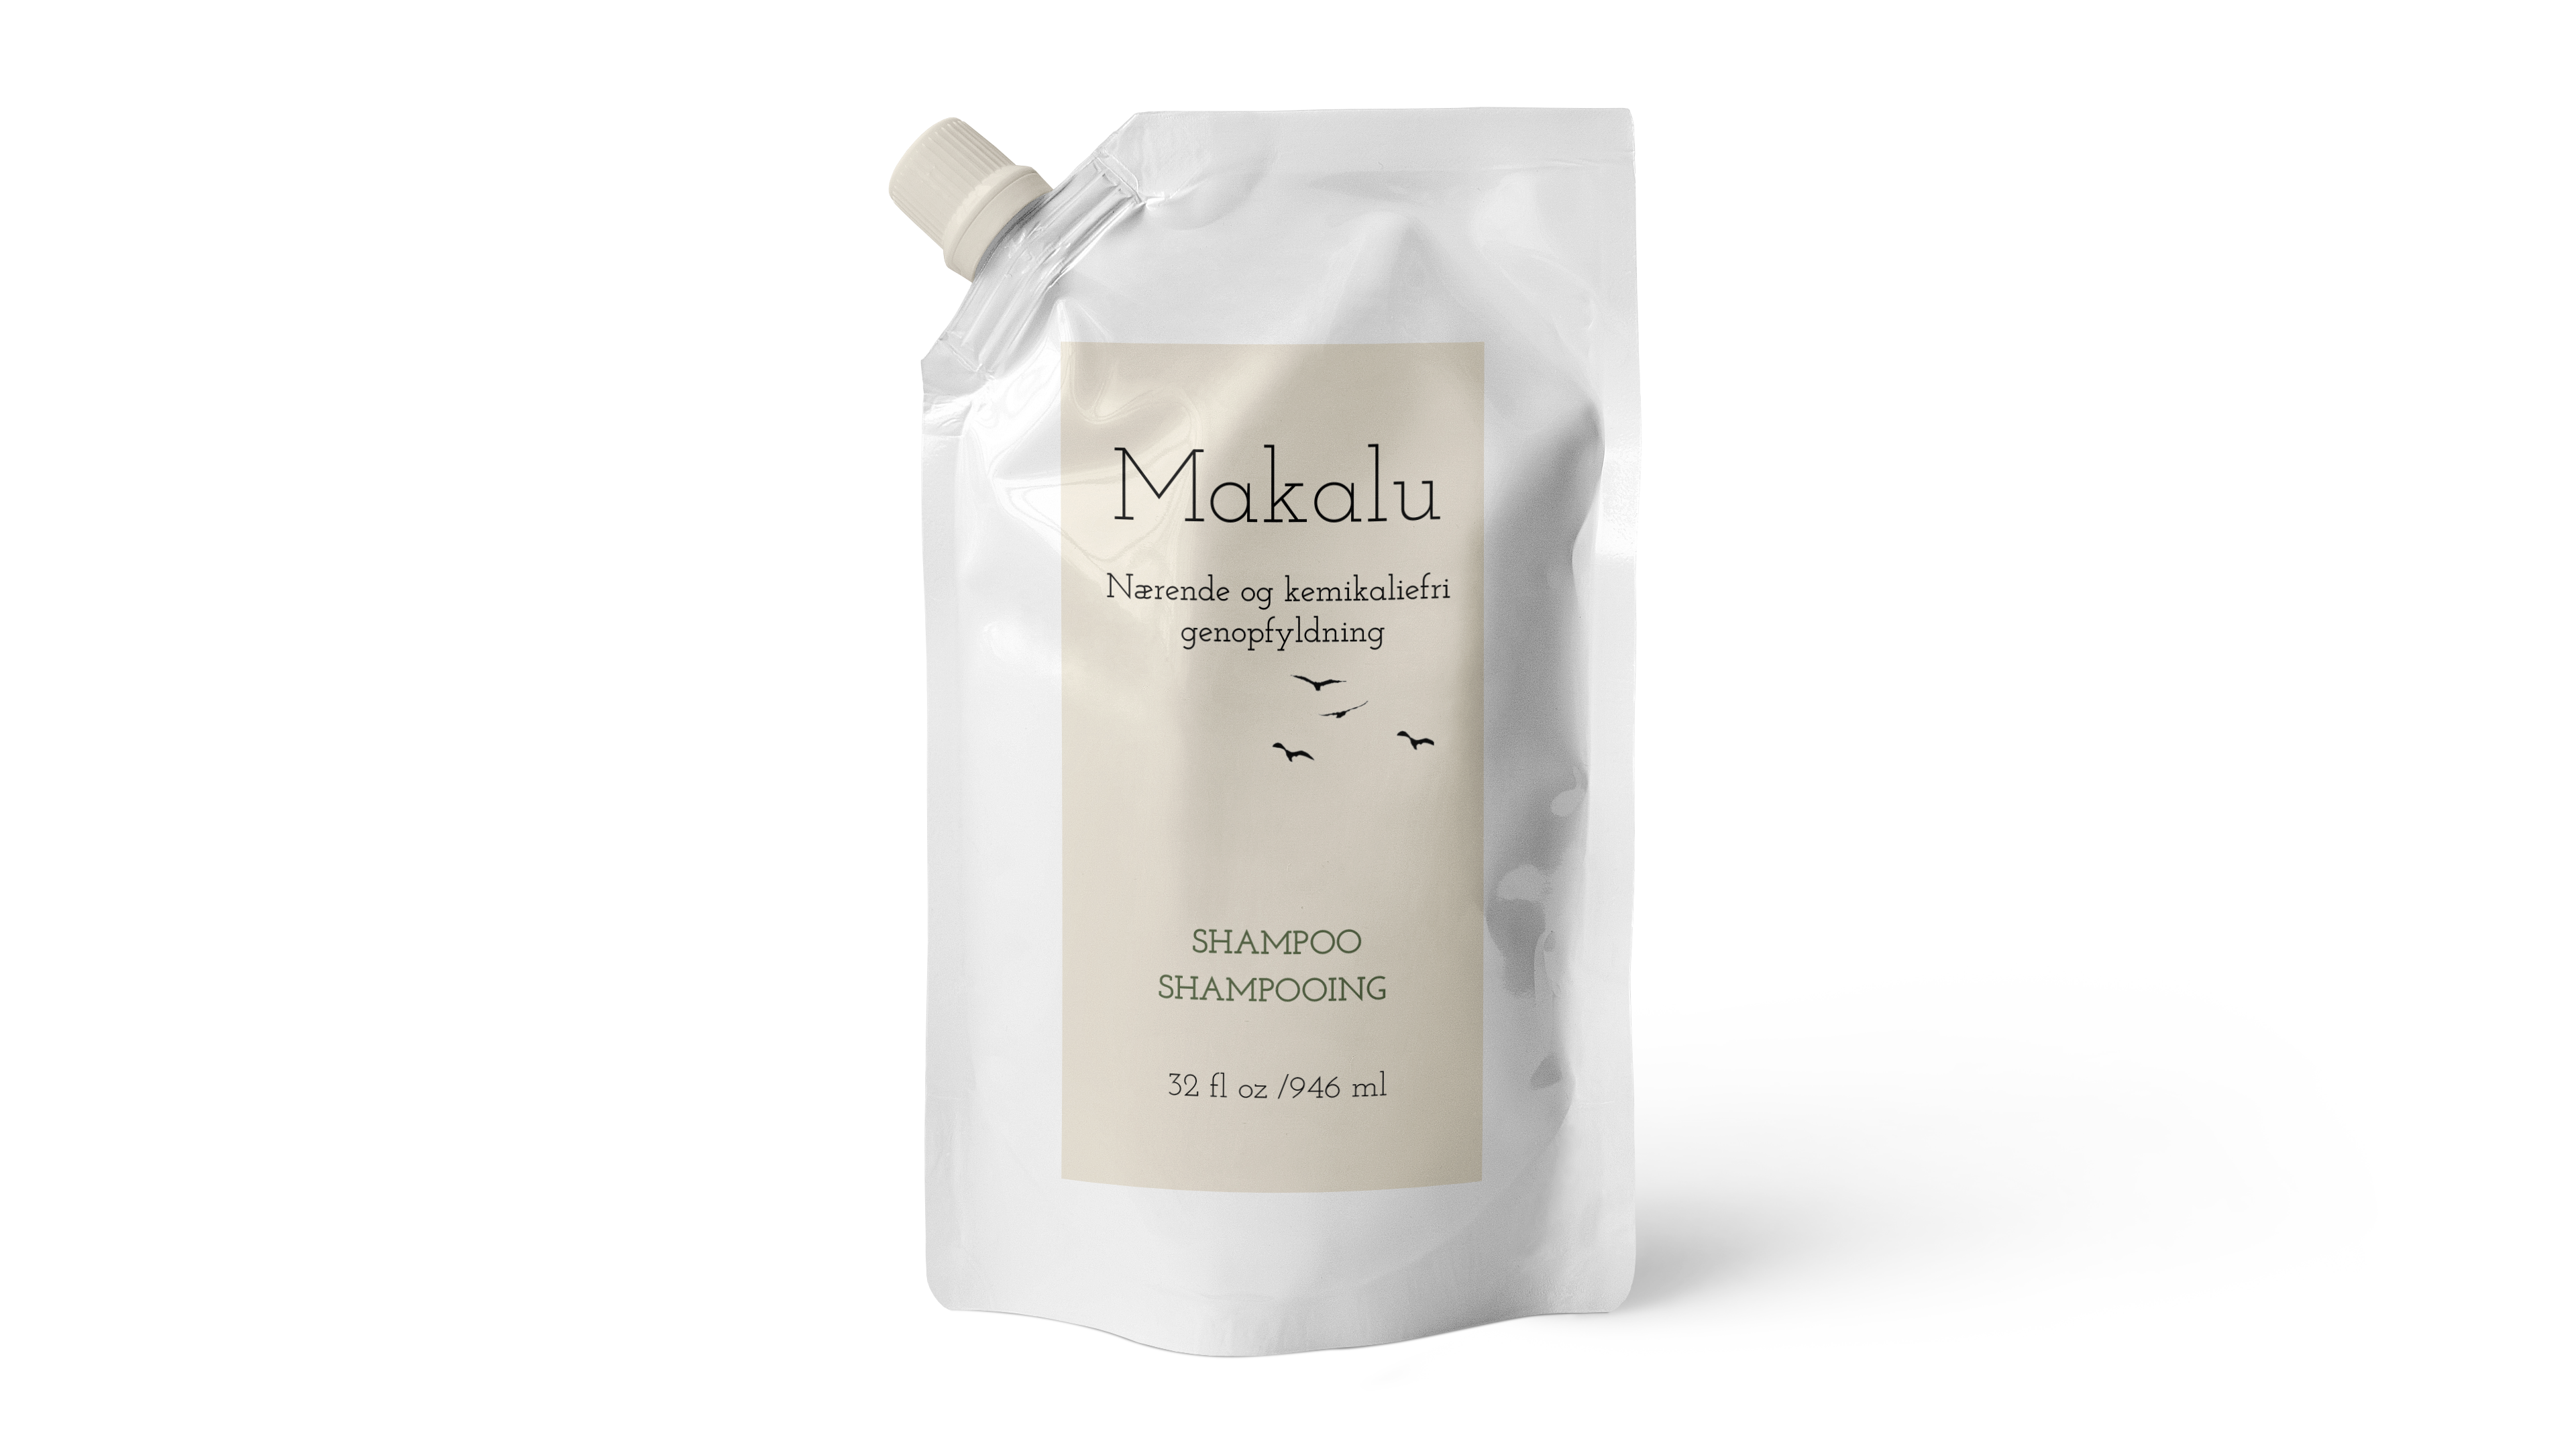 Makalu
Nærende og kemikaliefri
genopfyldning
SHAMPOO
SHAMPOOING
32 fl oz /946 ml